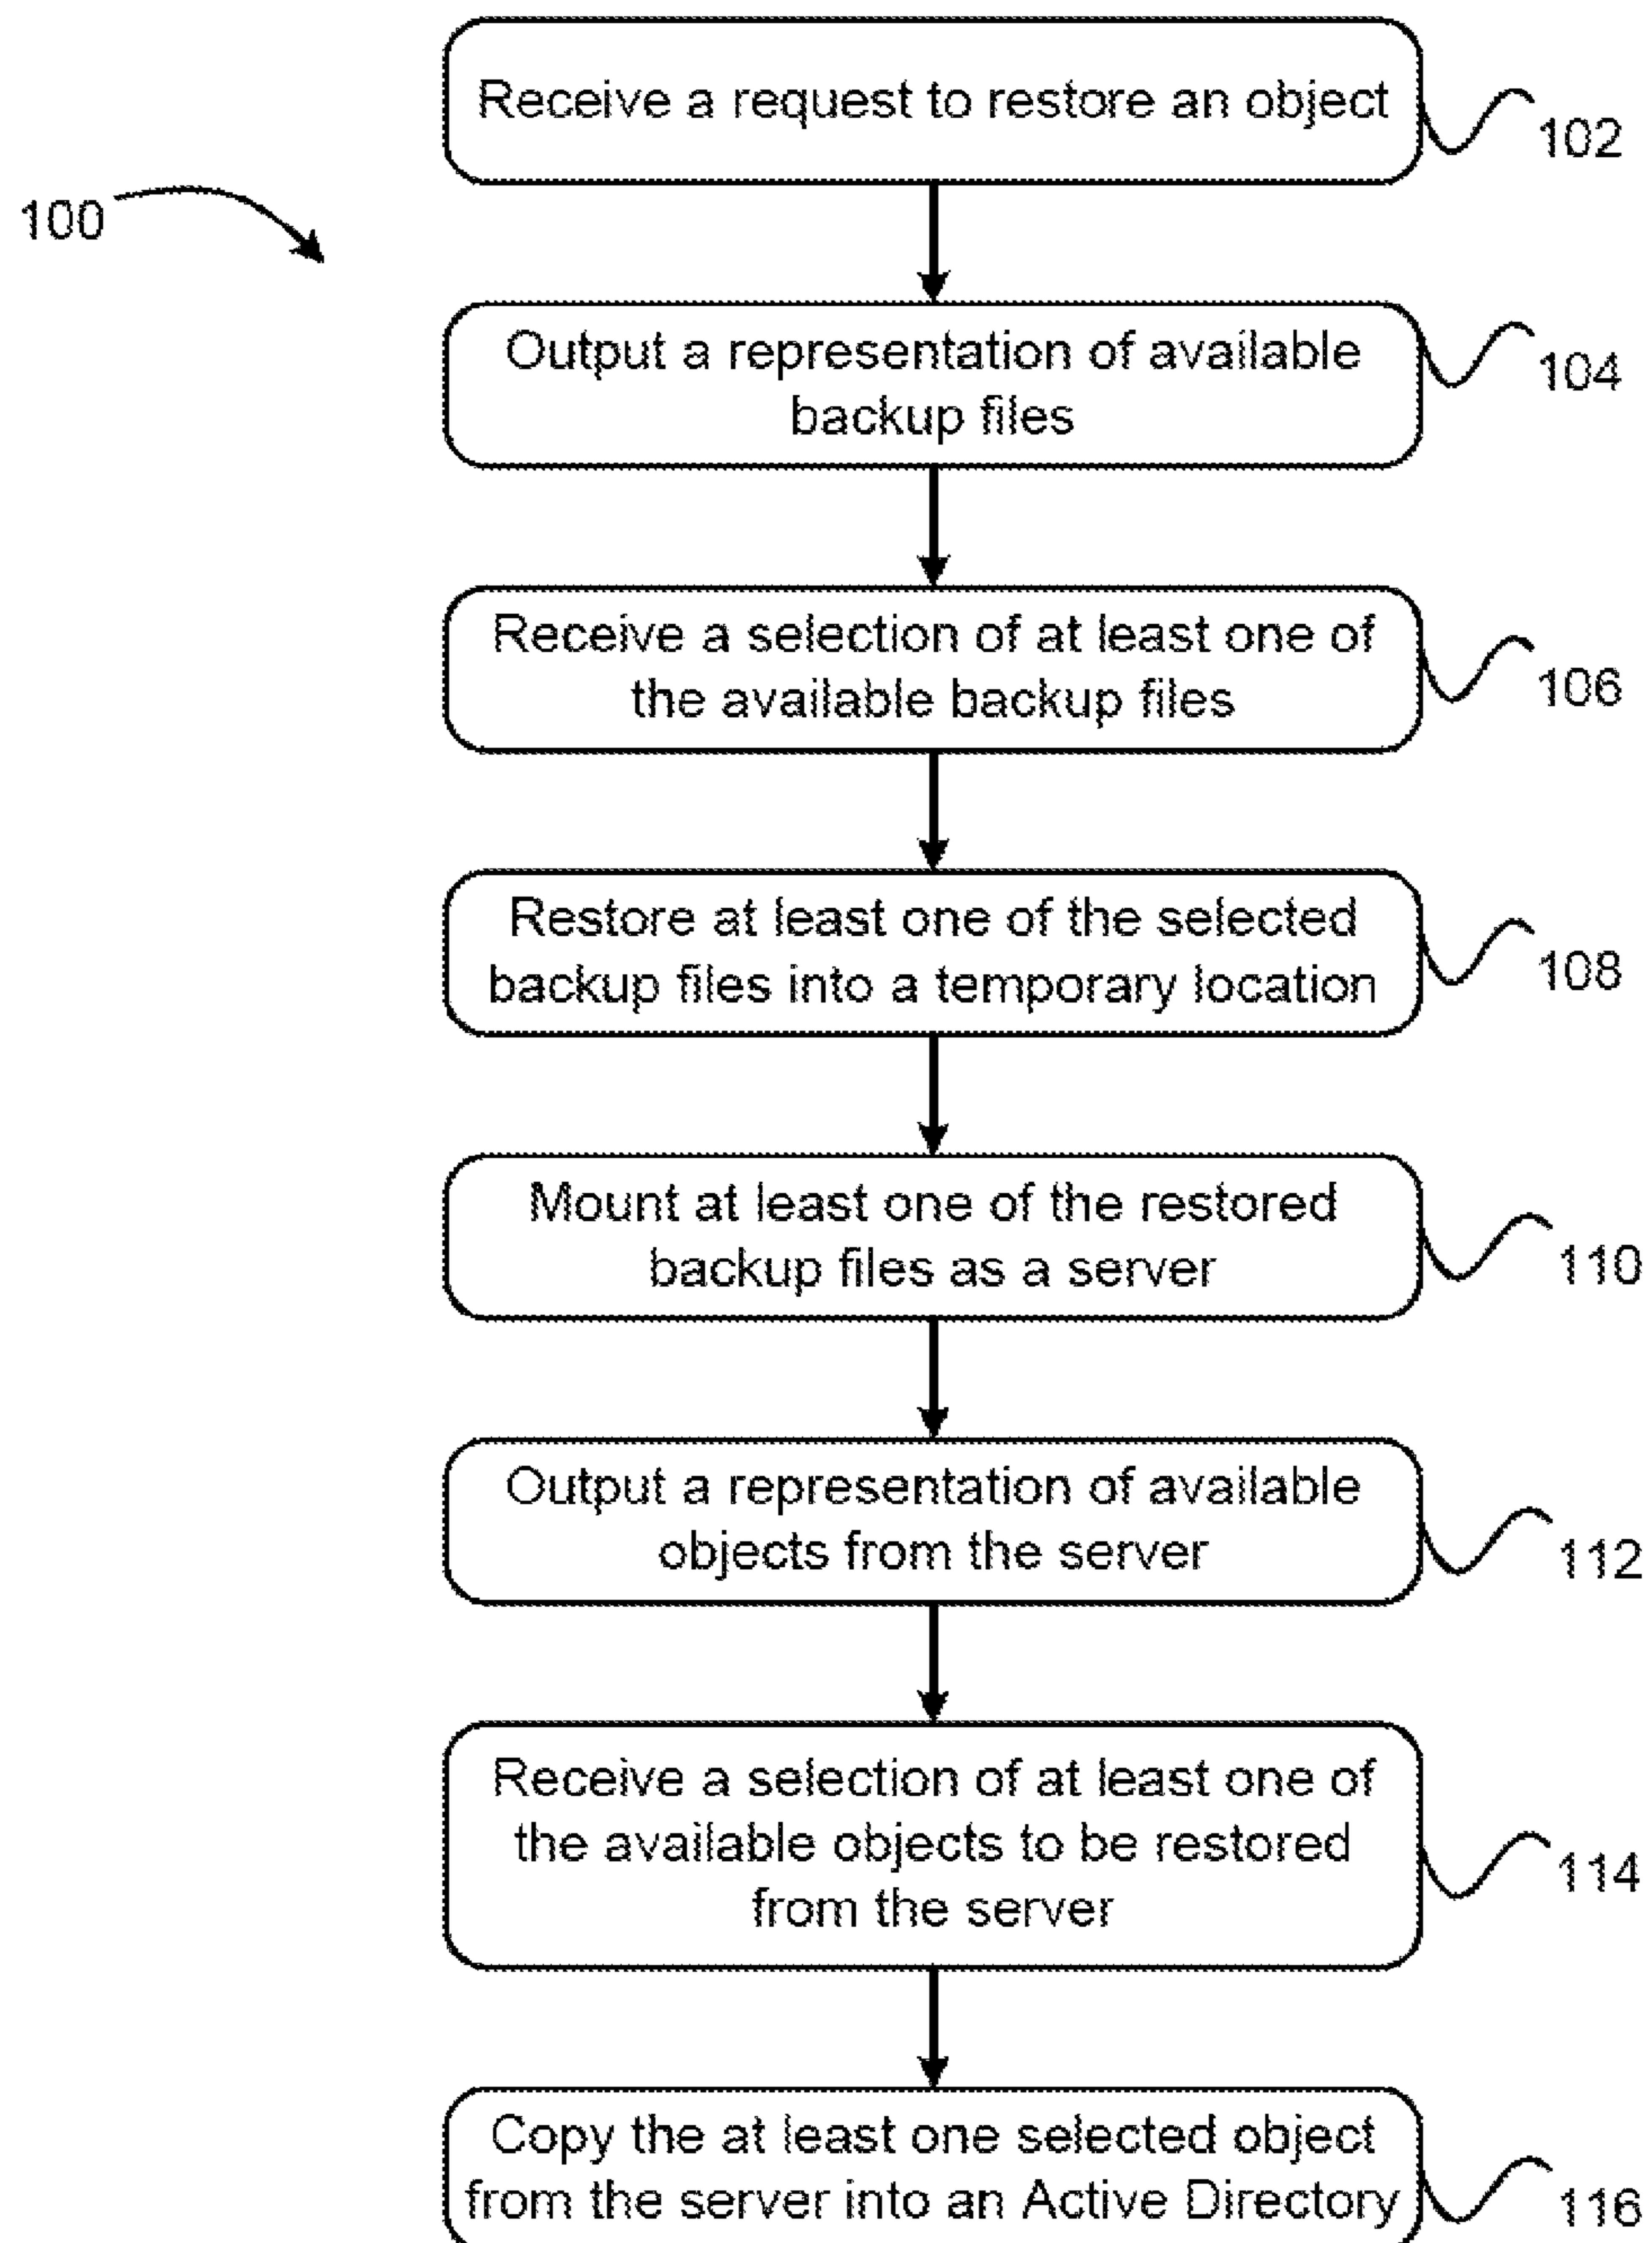 Receive a request to restore an object
102
100
Output a representation of available
backup files
104
Receive a selection of at least one of
the available backup files
106
Restore at least one of the selected
backup files into a temporary location
108
Mount at least one of the restored
backup files as a server
110
Output a representation of available
objects from the server
112
Receive a selection of at least one of
the available objects to be restored
from the server
114
Copy the at least one selected object
from the server into an Active Directory
116